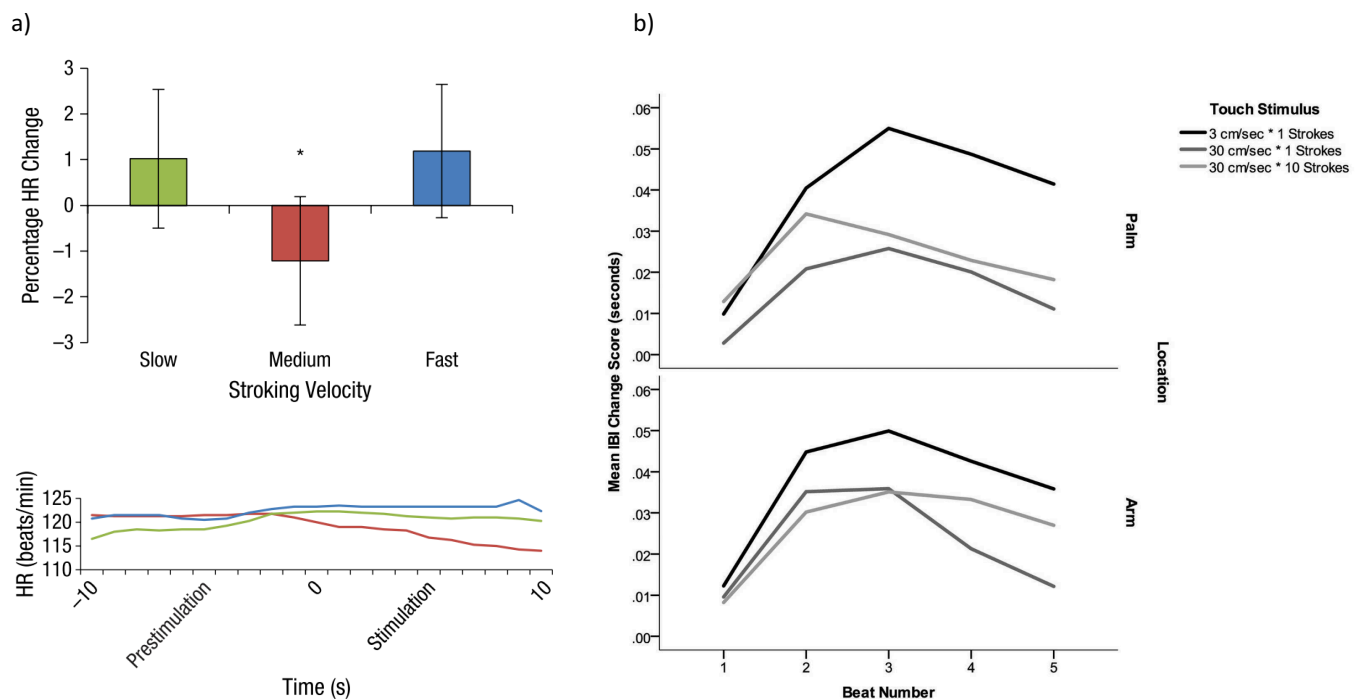 a)
3
2
1
0
−1
−2
−3
Percentage HR Change
*
Slow Medium Fast
Stroking Velocity
125
120
115
110
HR (beats/min)
−10 0 10
Prestimulation Stimulation
Time (s)
b)
Touch Stimulus
3 cm/sec * 1 Strokes
30 cm/sec * 1 Strokes
30 cm/sec * 10 Strokes
.06
.05
.04
.03
.02
.01
.00
Palm
Mean IBI Change Score (seconds)
Location
.06
.05
.04
.03
.02
.01
.00
Arm
1 2 3 4 5
Beat Number